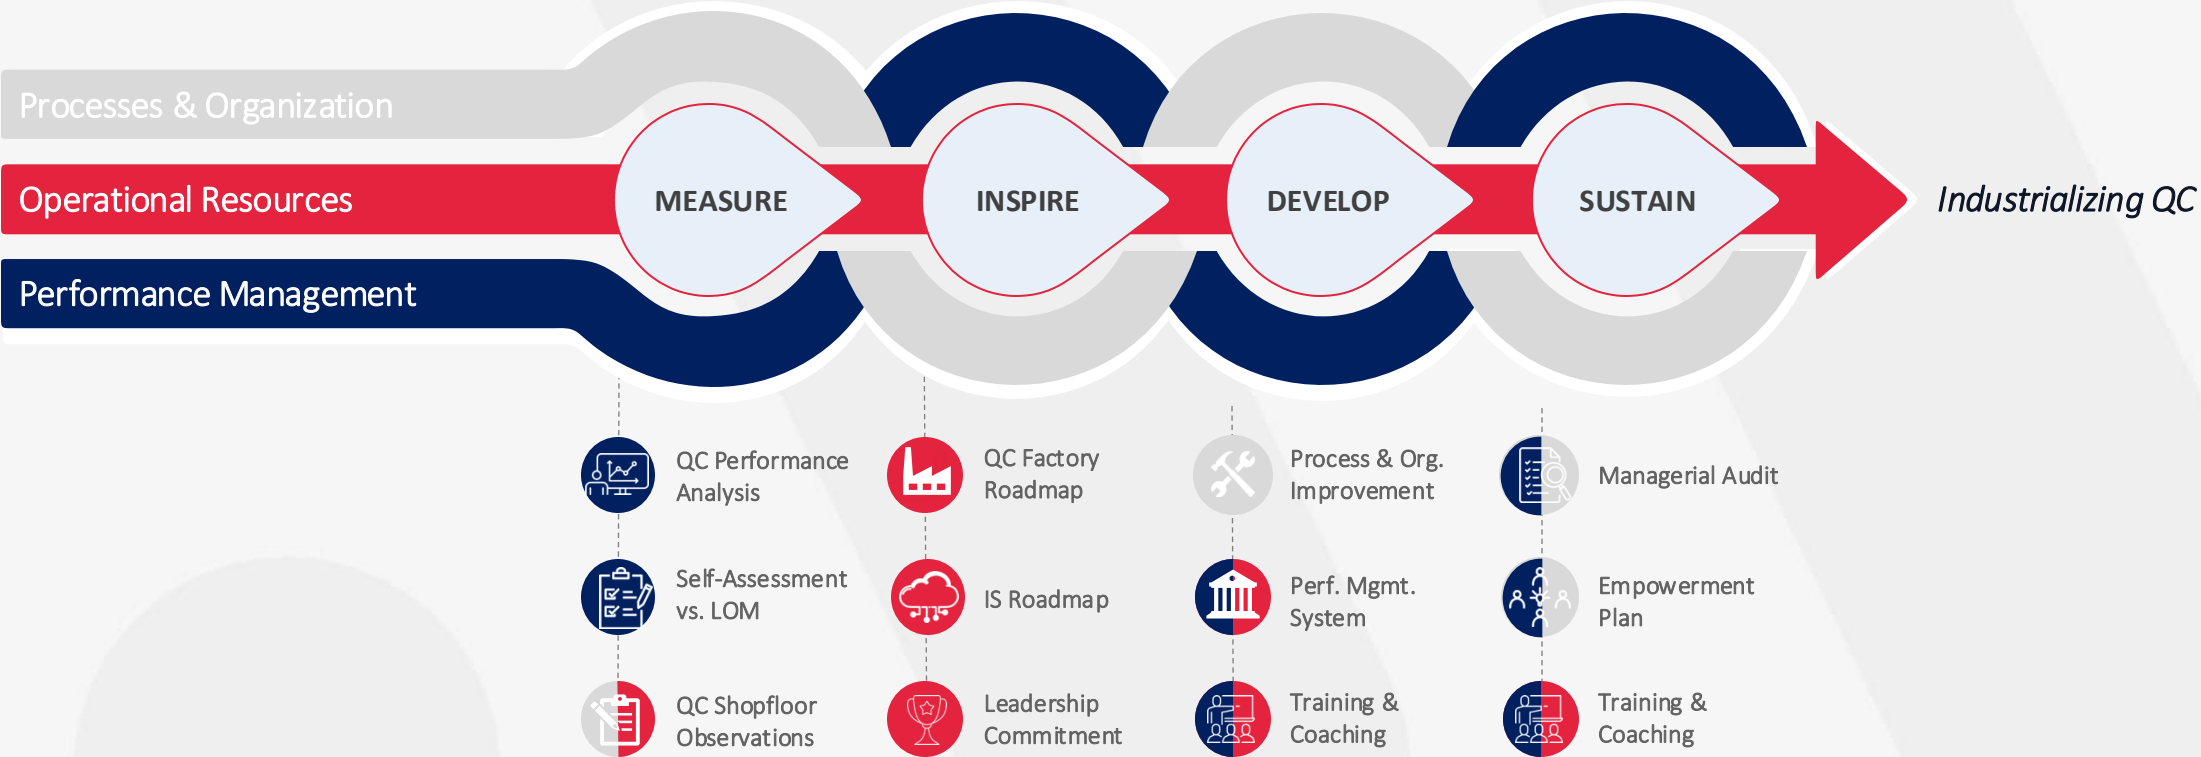 Processes & Organization
Operational Resources
Performance Management
MEASURE
INSPIRE
DEVELOP
SUSTAIN
Industrializing QC
QC Performance
Analysis
Self-Assessment
vs. LOM
QC Shopfloor
Observations
QC Factory
Roadmap
IS Roadmap
Leadership
Commitment
Process & Org.
Improvement
Perf. Mgmt.
System
Training &
Coaching
Managerial Audit
Empowerment
Plan
Training &
Coaching